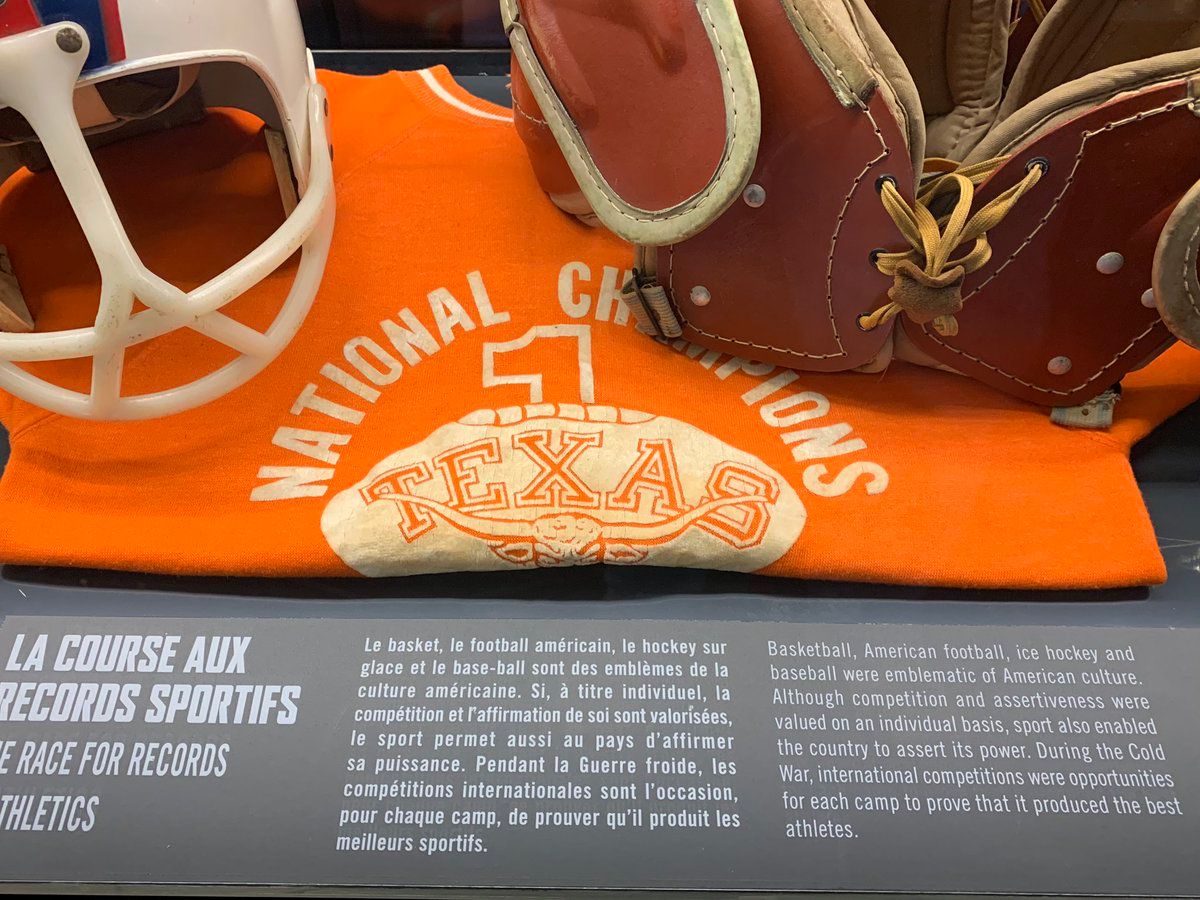 NATIONAL CH MPIONS
1
TEXAS
LA COURSE AUX
RECORDS SPORTIFS
E RACE FOR RECORDS
THLETICS
Le basket, le football américain, le hockey sur
glace et le base-ball sont des emblèmes de la
culture américaine. Si, à titre individuel, la
compétition et l'affirmation de soi sont valorisées,
le sport permet aussi au pays d'affirmer
sa puissance. Pendant la Guerre froide, les
compétitions internationales sont l'occasion,
pour chaque camp, de prouver qu'il produit les
meilleurs sportifs.
Basketball, American football, ice hockey and
baseball were emblematic of American culture.
Although competition and assertiveness were
valued on an individual basis, sport also enabled
the country to assert its power. During the Cold
War, international competitions were opportunities
for each camp to prove that it produced the best
athletes.